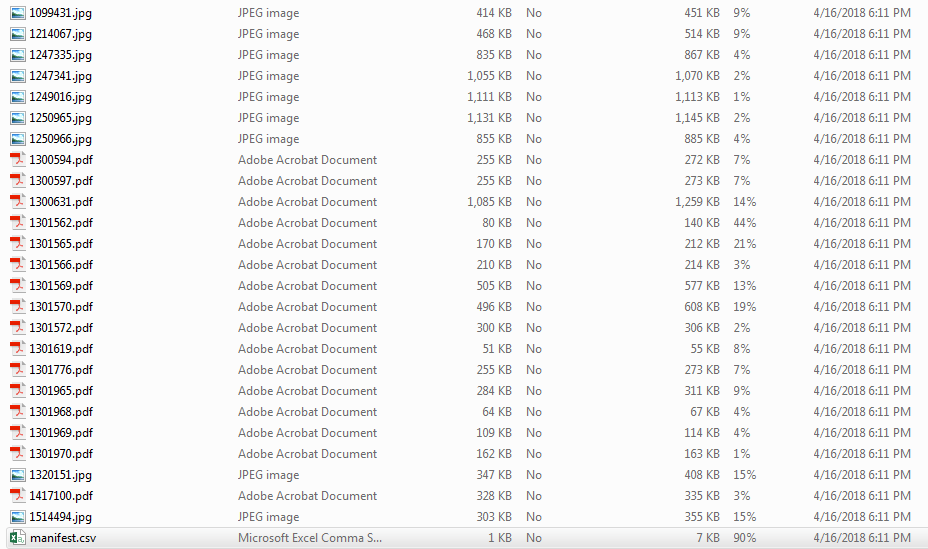 1099431.jpg JPEG image 414 KB No 451 KB 9% 4/16/2018 6:11 PM
1214067.jpg JPEG image 468 KB No 514 KB 9% 4/16/2018 6:11 PM
1247335.jpg JPEG image 835 KB No 867 KB 4% 4/16/2018 6:11 PM
1247341.jpg JPEG image 1,055 KB No 1,070 KB 2% 4/16/2018 6:11 PM
1249016.jpg JPEG image 1,111 KB No 1,113 KB 1% 4/16/2018 6:11 PM
1250965.jpg JPEG image 1,131 KB No 1,145 KB 2% 4/16/2018 6:11 PM
1250966.jpg JPEG image 855 KB No 885 KB 4% 4/16/2018 6:11 PM
1300594.pdf Adobe Acrobat Document 255 KB No 272 KB 7% 4/16/2018 6:11 PM
1300597.pdf Adobe Acrobat Document 255 KB No 273 KB 7% 4/16/2018 6:11 PM
1300631.pdf Adobe Acrobat Document 1,085 KB No 1,259 KB 14% 4/16/2018 6:11 PM
1301562.pdf Adobe Acrobat Document 80 KB No 140 KB 44% 4/16/2018 6:11 PM
1301565.pdf Adobe Acrobat Document 170 KB No 212 KB 21% 4/16/2018 6:11 PM
1301566.pdf Adobe Acrobat Document 210 KB No 214 KB 3% 4/16/2018 6:11 PM
1301569.pdf Adobe Acrobat Document 505 KB No 577 KB 13% 4/16/2018 6:11 PM
1301570.pdf Adobe Acrobat Document 496 KB No 608 KB 19% 4/16/2018 6:11 PM
1301572.pdf Adobe Acrobat Document 300 KB No 306 KB 2% 4/16/2018 6:11 PM
1301619.pdf Adobe Acrobat Document 51 KB No 55 KB 8% 4/16/2018 6:11 PM
1301776.pdf Adobe Acrobat Document 255 KB No 273 KB 7% 4/16/2018 6:11 PM
1301965.pdf Adobe Acrobat Document 284 KB No 311 KB 9% 4/16/2018 6:11 PM
1301968.pdf Adobe Acrobat Document 64 KB No 67 KB 4% 4/16/2018 6:11 PM
1301969.pdf Adobe Acrobat Document 109 KB No 114 KB 4% 4/16/2018 6:11 PM
1301970.pdf Adobe Acrobat Document 162 KB No 163 KB 1% 4/16/2018 6:11 PM
1320151.jpg JPEG image 347 KB No 408 KB 15% 4/16/2018 6:11 PM
1417100.pdf Adobe Acrobat Document 328 KB No 335 KB 3% 4/16/2018 6:11 PM
1514494.jpg JPEG image 303 KB No 355 KB 15% 4/16/2018 6:11 PM
manifest.csv Microsoft Excel Comma S... 1 KB No 7 KB 90% 4/16/2018 6:11 PM